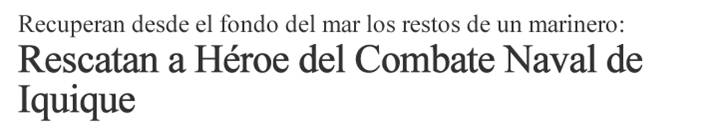 Recuperan desde el fondo del mar los restos de un marinero:
Rescatan a Héroe del Combate Naval de
Iquique